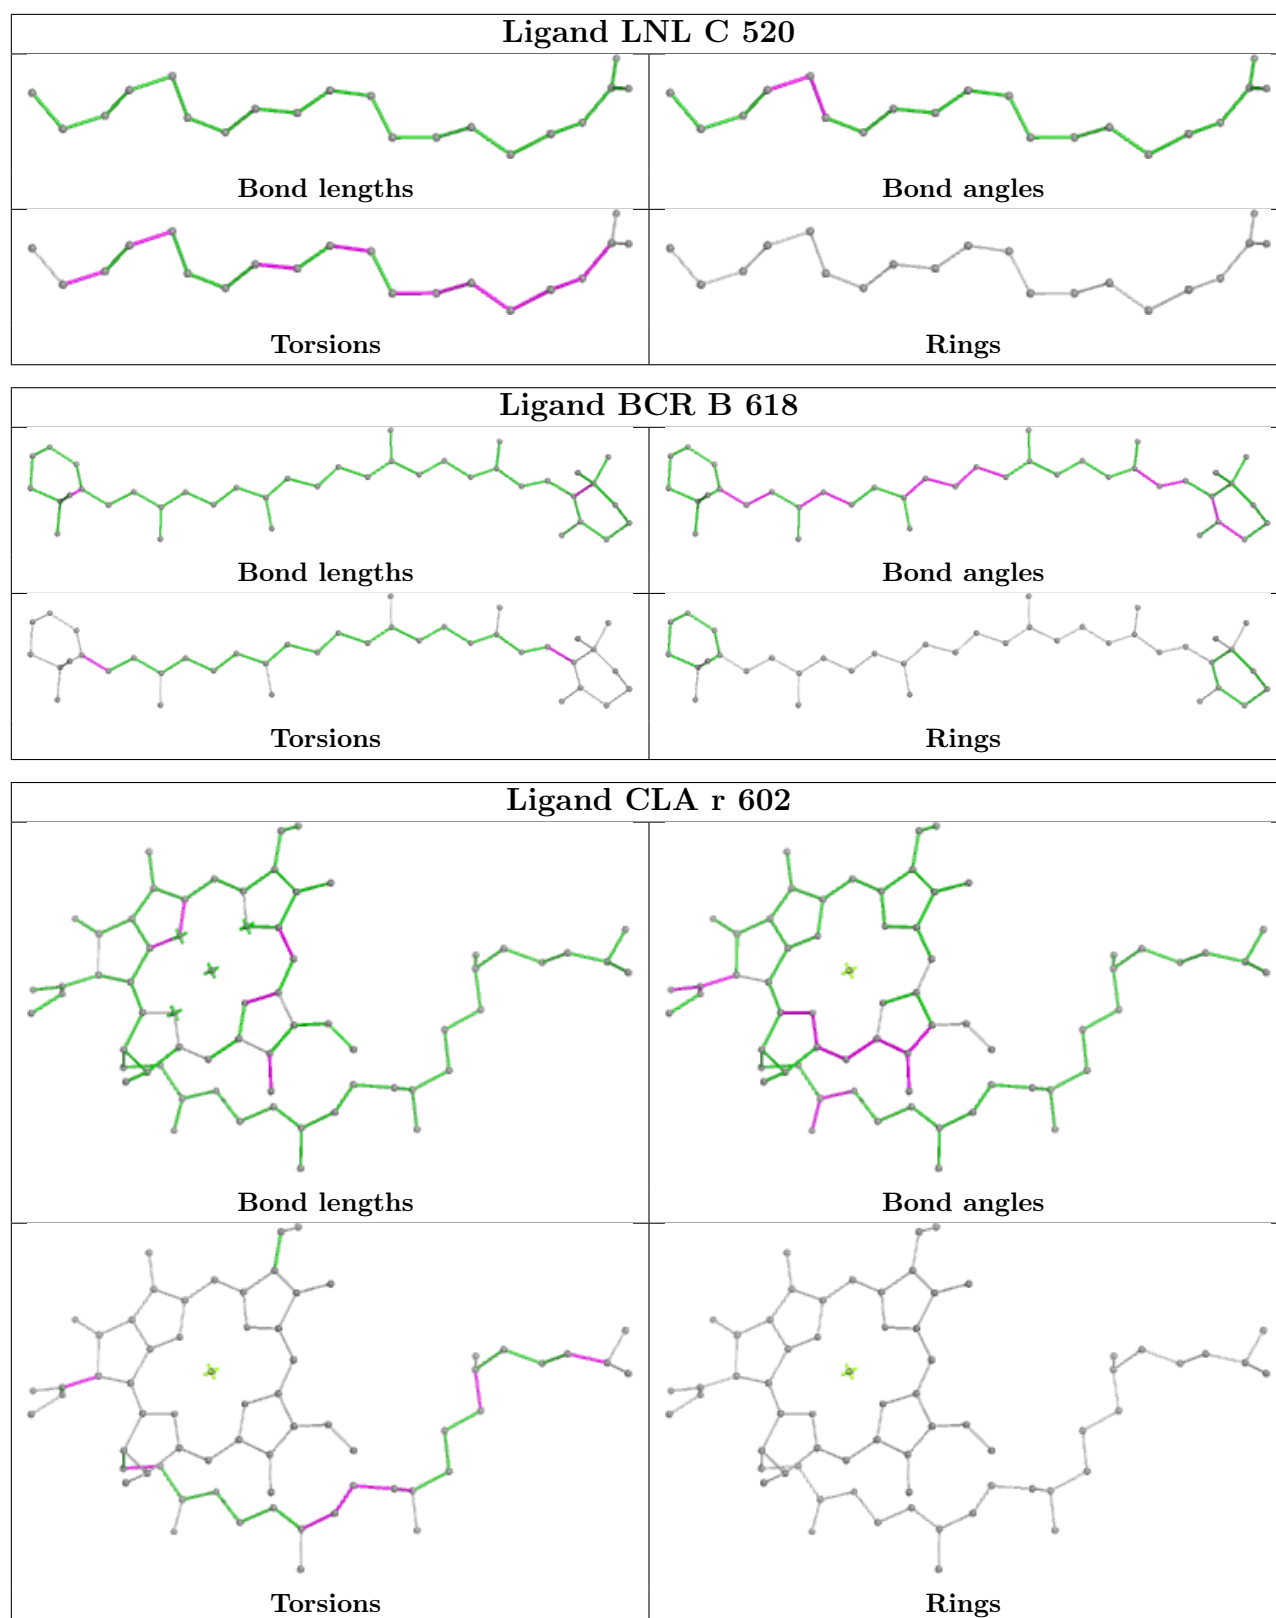 Ligand LNL C 520
Bond lengths
Bond angles
Torsions
Rings
Ligand BCR B 618
Bond lengths
Bond angles
Torsions
Rings
Ligand CLA r 602
Bond lengths
Bond angles
Torsions
Rings